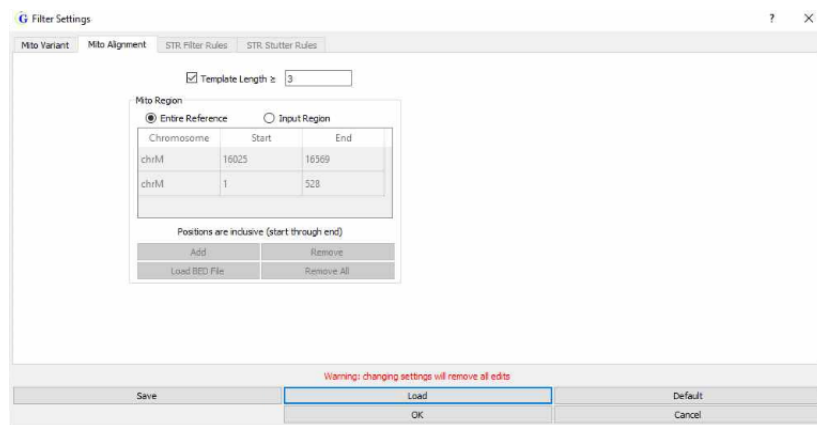 G Filter Settings ?
Mito Variant Mito Alignment STR Filter Rules STR Stutter Rules
Template Length ≥ 3
Mito Region
Entire Reference Input Region
Chromosome Start End
chrM 16025 16569
chrM 1 528
Positions are inclusive (start through end)
Add Remove
Load BED File Remove All
Warning: changing settings will remove all edits
Save Load Default
OK Cancel